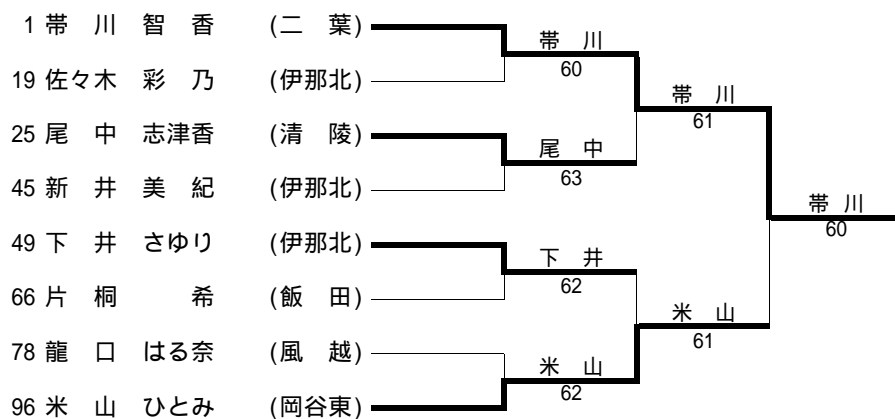 1 帯 川 智 香 (二 葉)
帯 川
60
19 佐々木 彩 乃 (伊那北)
帯 川
61
25 尾 中 志津香 (清 陵)
尾 中
63
45 新 井 美 紀 (伊那北)
帯 川
60
49 下 井 さゆり (伊那北)
下 井
62
66 片 桐 希 (飯 田)
米 山
61
78 龍 口 はる奈 (風 越)
米 山
62
96 米 山 ひとみ (岡谷東)